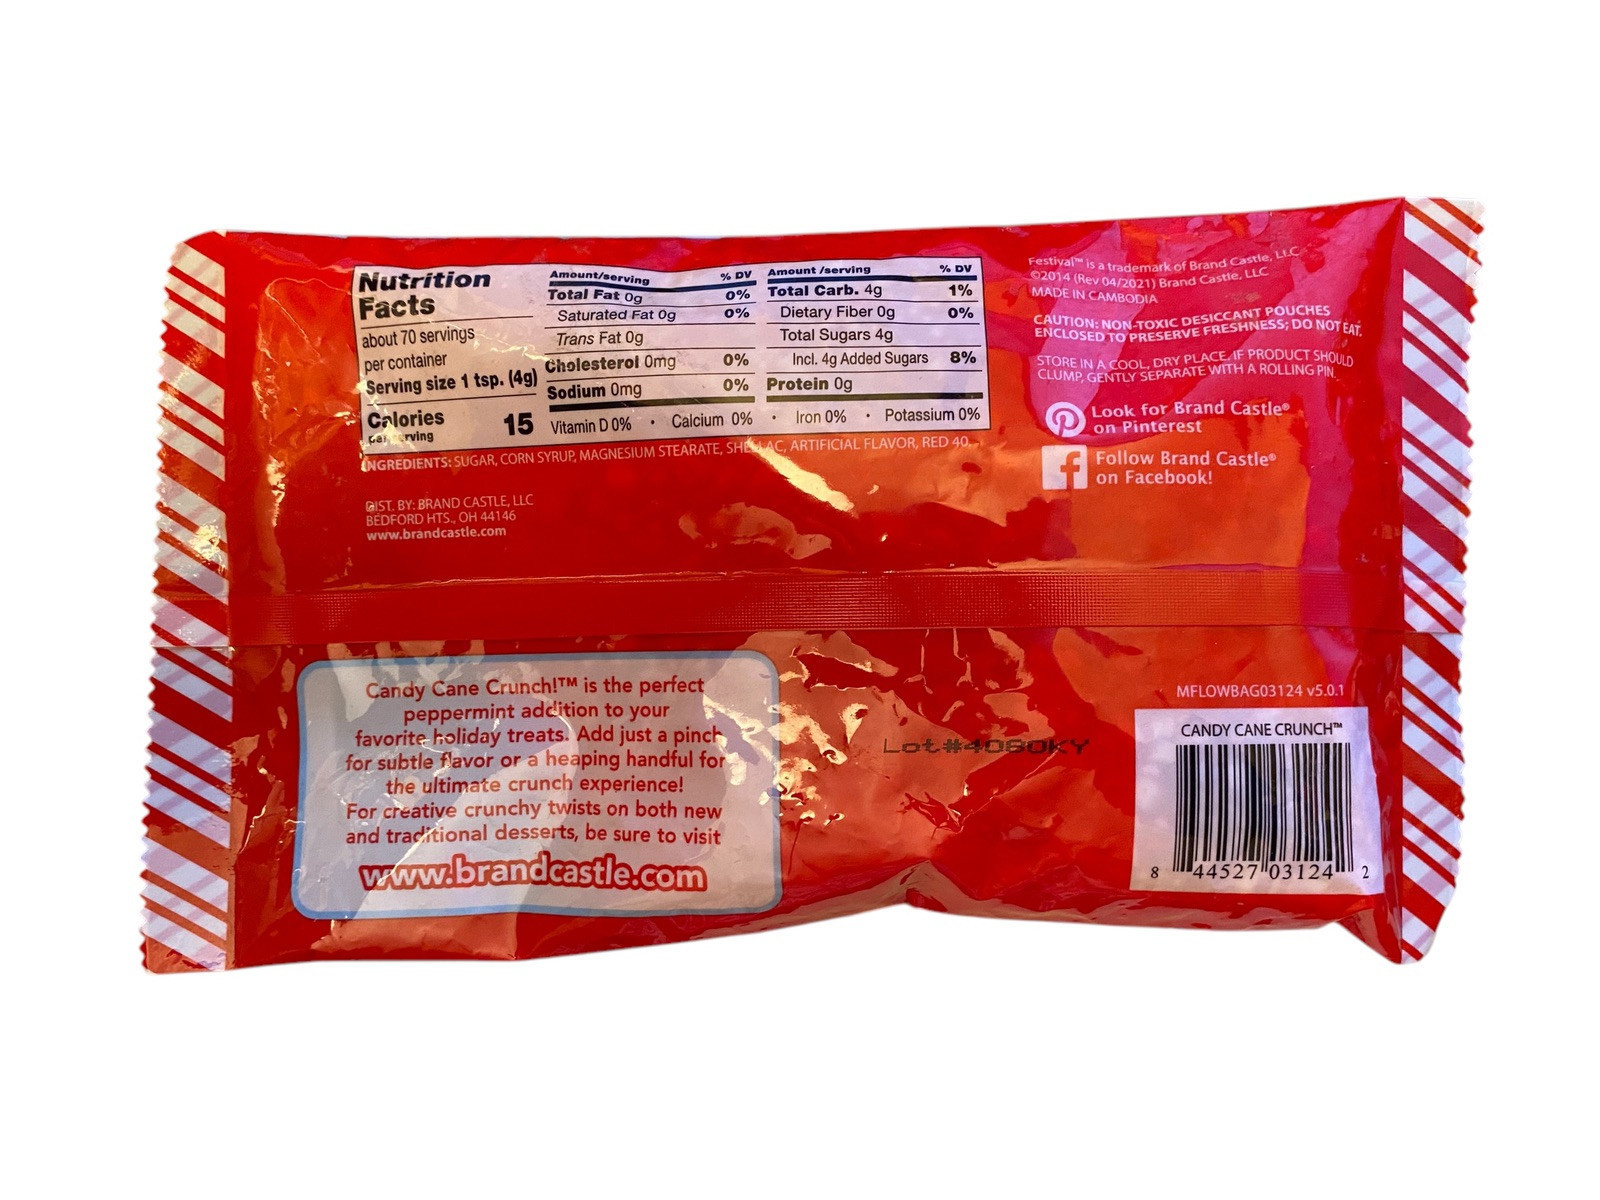 Nutrition
Facts
about 70 servings
per container
Serving size 1 tsp. (4g)
Calories
per serving
15
Amount/serving % DV
Total Fat 0g 0%
Saturated Fat 0g 0%
Trans Fat 0g
Cholesterol 0mg 0%
Sodium 0mg 0%
Amount /serving % DV
Total Carb. 4g 1%
Dietary Fiber 0g 0%
Total Sugars 4g
Incl. 4g Added Sugars 8%
Protein 0g
Vitamin D 0% • Calcium 0% • Iron 0% • Potassium 0%
INGREDIENTS: SUGAR, CORN SYRUP, MAGNESIUM STEARATE, SHELLAC, ARTIFICIAL FLAVOR, RED 40.
DIST. BY: BRAND CASTLE, LLC
BEDFORD HTS., OH 44146
www.brandcastle.com
Festival™ is a trademark of Brand Castle, LLC
©2014 (Rev 04/2021) Brand Castle, LLC
MADE IN CAMBODIA
CAUTION: NON-TOXIC DESICCANT POUCHES
ENCLOSED TO PRESERVE FRESHNESS; DO NOT EAT.
STORE IN A COOL, DRY PLACE. IF PRODUCT SHOULD
CLUMP, GENTLY SEPARATE WITH A ROLLING PIN.
Look for Brand Castle®
on Pinterest
Follow Brand Castle®
on Facebook!
Candy Cane Crunch!™ is the perfect
peppermint addition to your
favorite holiday treats. Add just a pinch
for subtle flavor or a heaping handful for
the ultimate crunch experience!
For creative crunchy twists on both new
and traditional desserts, be sure to visit
www.brandcastle.com
Lot#4080KY
MFLOWBAG03124 v5.0.1
CANDY CANE CRUNCH™
8 44527 03124 2